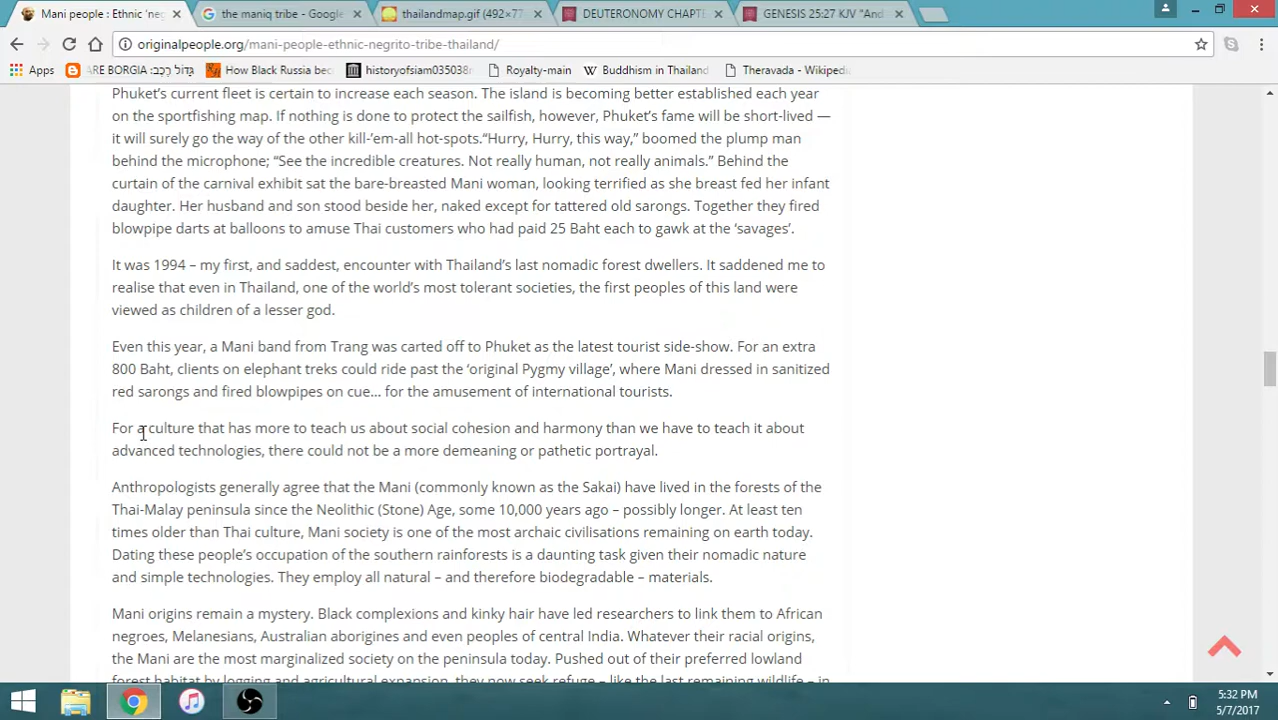 Mani people : Ethnic 'ne
the maniq tribe - Google
thailandmap.gif (492×77
DEUTERONOMY CHAPT
GENESIS 25:27 KJV "And
originalpeople.org/mani-people-ethnic-negrito-tribe-thailand/
Apps
ARE BORGIA
How Black Russia bec
historyofsiam035038
Royalty-main
Buddhism in Thailand
Theravada - Wikiped
Phuket's current fleet is certain to increase each season. The island is becoming better established each year
on the sportfishing map. If nothing is done to protect the sailfish, however, Phuket's fame will be short-lived —
it will surely go the way of the other kill-'em-all hot-spots.“Hurry, Hurry, this way,” boomed the plump man
behind the microphone; “See the incredible creatures. Not really human, not really animals.” Behind the
curtain of the carnival exhibit sat the bare-breasted Mani woman, looking terrified as she breast fed her infant
daughter. Her husband and son stood beside her, naked except for tattered old sarongs. Together they fired
blowpipe darts at balloons to amuse Thai customers who had paid 25 Baht each to gawk at the ‘savages’.
It was 1994 – my first, and saddest, encounter with Thailand's last nomadic forest dwellers. It saddened me to
realise that even in Thailand, one of the world's most tolerant societies, the first peoples of this land were
viewed as children of a lesser god.
Even this year, a Mani band from Trang was carted off to Phuket as the latest tourist side-show. For an extra
800 Baht, clients on elephant treks could ride past the ‘original Pygmy village’, where Mani dressed in sanitized
red sarongs and fired blowpipes on cue… for the amusement of international tourists.
For a culture that has more to teach us about social cohesion and harmony than we have to teach it about
advanced technologies, there could not be a more demeaning or pathetic portrayal.
Anthropologists generally agree that the Mani (commonly known as the Sakai) have lived in the forests of the
Thai-Malay peninsula since the Neolithic (Stone) Age, some 10,000 years ago – possibly longer. At least ten
times older than Thai culture, Mani society is one of the most archaic civilisations remaining on earth today.
Dating these people's occupation of the southern rainforests is a daunting task given their nomadic nature
and simple technologies. They employ all natural – and therefore biodegradable – materials.
Mani origins remain a mystery. Black complexions and kinky hair have led researchers to link them to African
negroes, Melanesians, Australian aborigines and even peoples of central India. Whatever their racial origins,
the Mani are the most marginalized society on the peninsula today. Pushed out of their preferred lowland
forest habitat by logging and agricultural expansion, they now seek refuge – like the last remaining wildlife – in
5:32 PM
5/7/2017